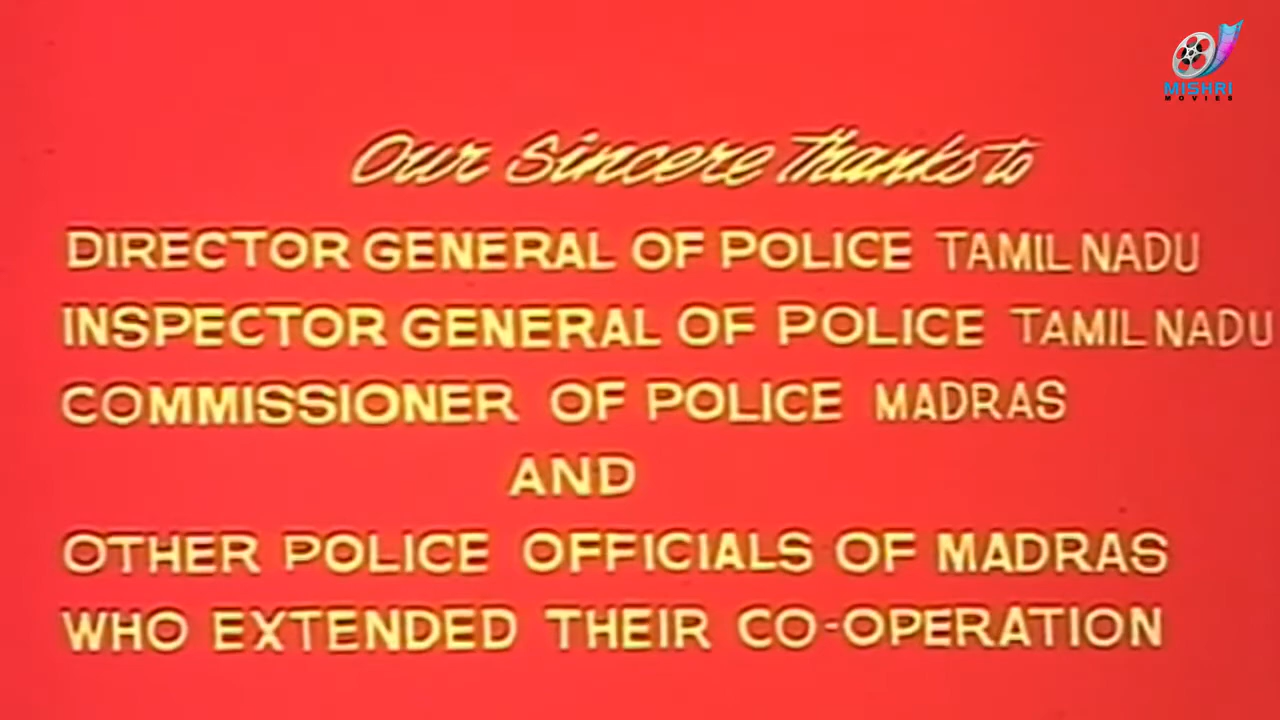 MISHRI
MOVIES
Our Sincere Thanks to
DIRECTOR GENERAL OF POLICE TAMIL NADU
INSPECTOR GENERAL OF POLICE TAMIL NADU
COMMISSIONER OF POLICE MADRAS
AND
OTHER POLICE OFFICIALS OF MADRAS
WHO EXTENDED THEIR CO-OPERATION